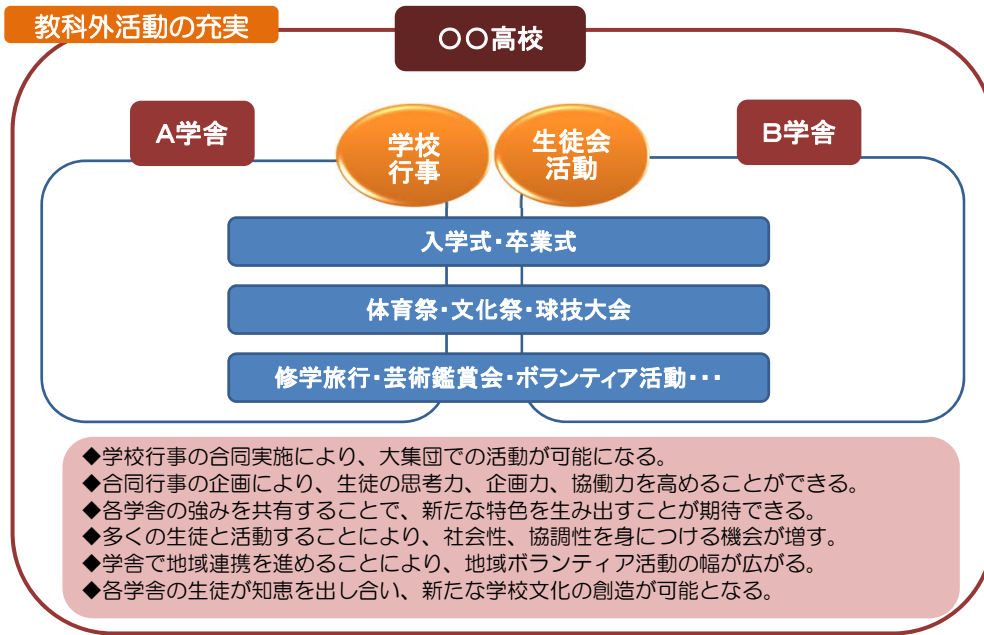 教科外活動の充実
〇〇高校
A学舎
B学舎
学校
行事
生徒会
活動
入学式・卒業式
体育祭・文化祭・球技大会
修学旅行・芸術鑑賞会・ボランティア活動・・・
◆学校行事の合同実施により、大集団での活動が可能になる。
◆合同行事の企画により、生徒の思考力、企画力、協働力を高めることができる。
◆各学舎の強みを共有することで、新たな特色を生み出すことが期待できる。
◆多くの生徒と活動することにより、社会性、協調性を身につける機会が増す。
◆学舎で地域連携を進めることにより、地域ボランティア活動の幅が広がる。
◆各学舎の生徒が知恵を出し合い、新たな学校文化の創造が可能となる。